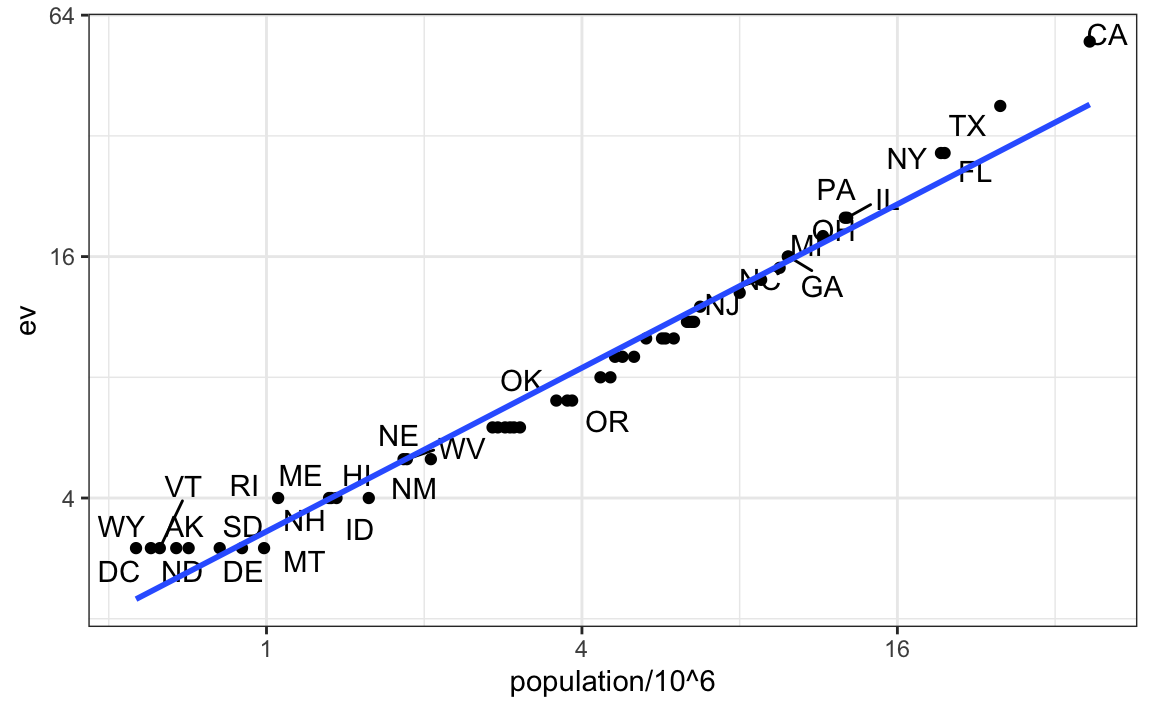 64
CA
TX
NY
FL
PA
IL
OH
MI
16
NC
GA
NJ
ev
OK
OR
NE
WV
VT
RI
ME
HI
NM
4
WY
AK
SD
NH
ID
DC
ND
DE
MT
1
4
16
population/10^6